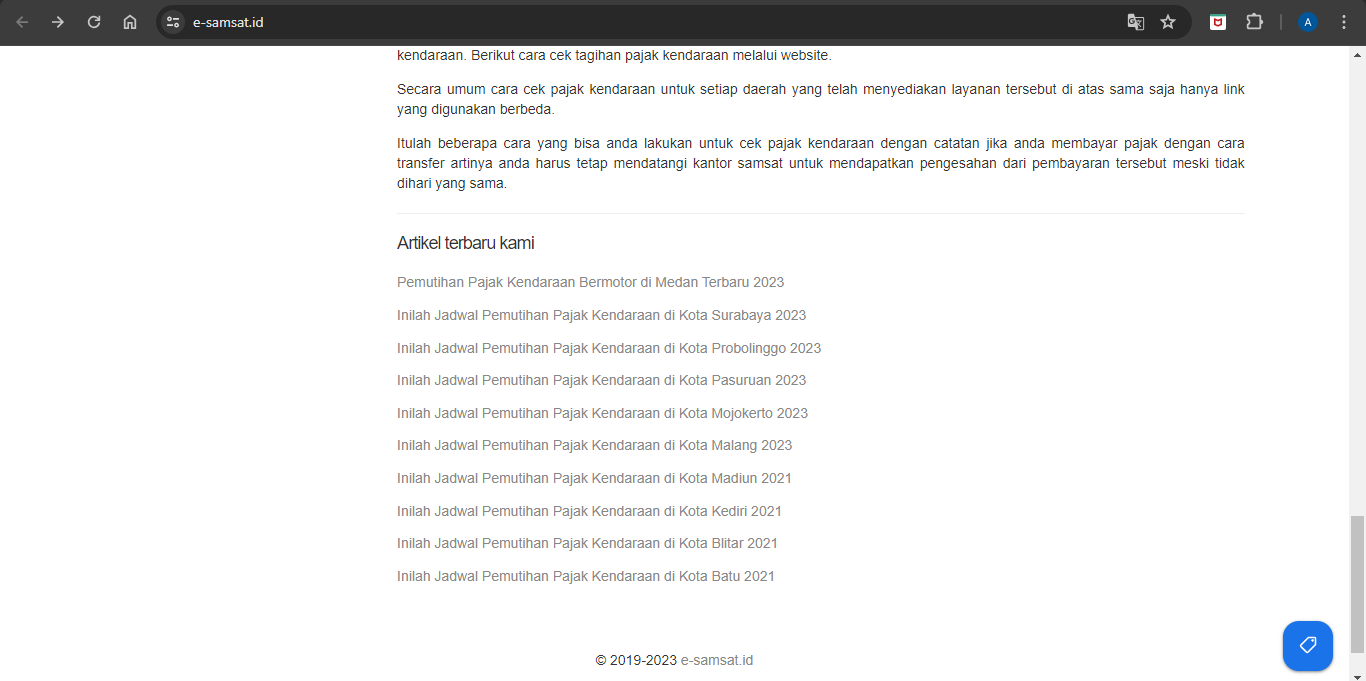 e-samsat.id
A
kendaraan. Berikut cara cek tagihan pajak kendaraan melalui website.
Secara umum cara cek pajak kendaraan untuk setiap daerah yang telah menyediakan layanan tersebut di atas sama saja hanya link
yang digunakan berbeda.
Itulah beberapa cara yang bisa anda lakukan untuk cek pajak kendaraan dengan catatan jika anda membayar pajak dengan cara
transfer artinya anda harus tetap mendatangi kantor samsat untuk mendapatkan pengesahan dari pembayaran tersebut meski tidak
dihari yang sama.
Artikel terbaru kami
Pemutihan Pajak Kendaraan Bermotor di Medan Terbaru 2023
Inilah Jadwal Pemutihan Pajak Kendaraan di Kota Surabaya 2023
Inilah Jadwal Pemutihan Pajak Kendaraan di Kota Probolinggo 2023
Inilah Jadwal Pemutihan Pajak Kendaraan di Kota Pasuruan 2023
Inilah Jadwal Pemutihan Pajak Kendaraan di Kota Mojokerto 2023
Inilah Jadwal Pemutihan Pajak Kendaraan di Kota Malang 2023
Inilah Jadwal Pemutihan Pajak Kendaraan di Kota Madiun 2021
Inilah Jadwal Pemutihan Pajak Kendaraan di Kota Kediri 2021
Inilah Jadwal Pemutihan Pajak Kendaraan di Kota Blitar 2021
Inilah Jadwal Pemutihan Pajak Kendaraan di Kota Batu 2021
© 2019-2023 e-samsat.id